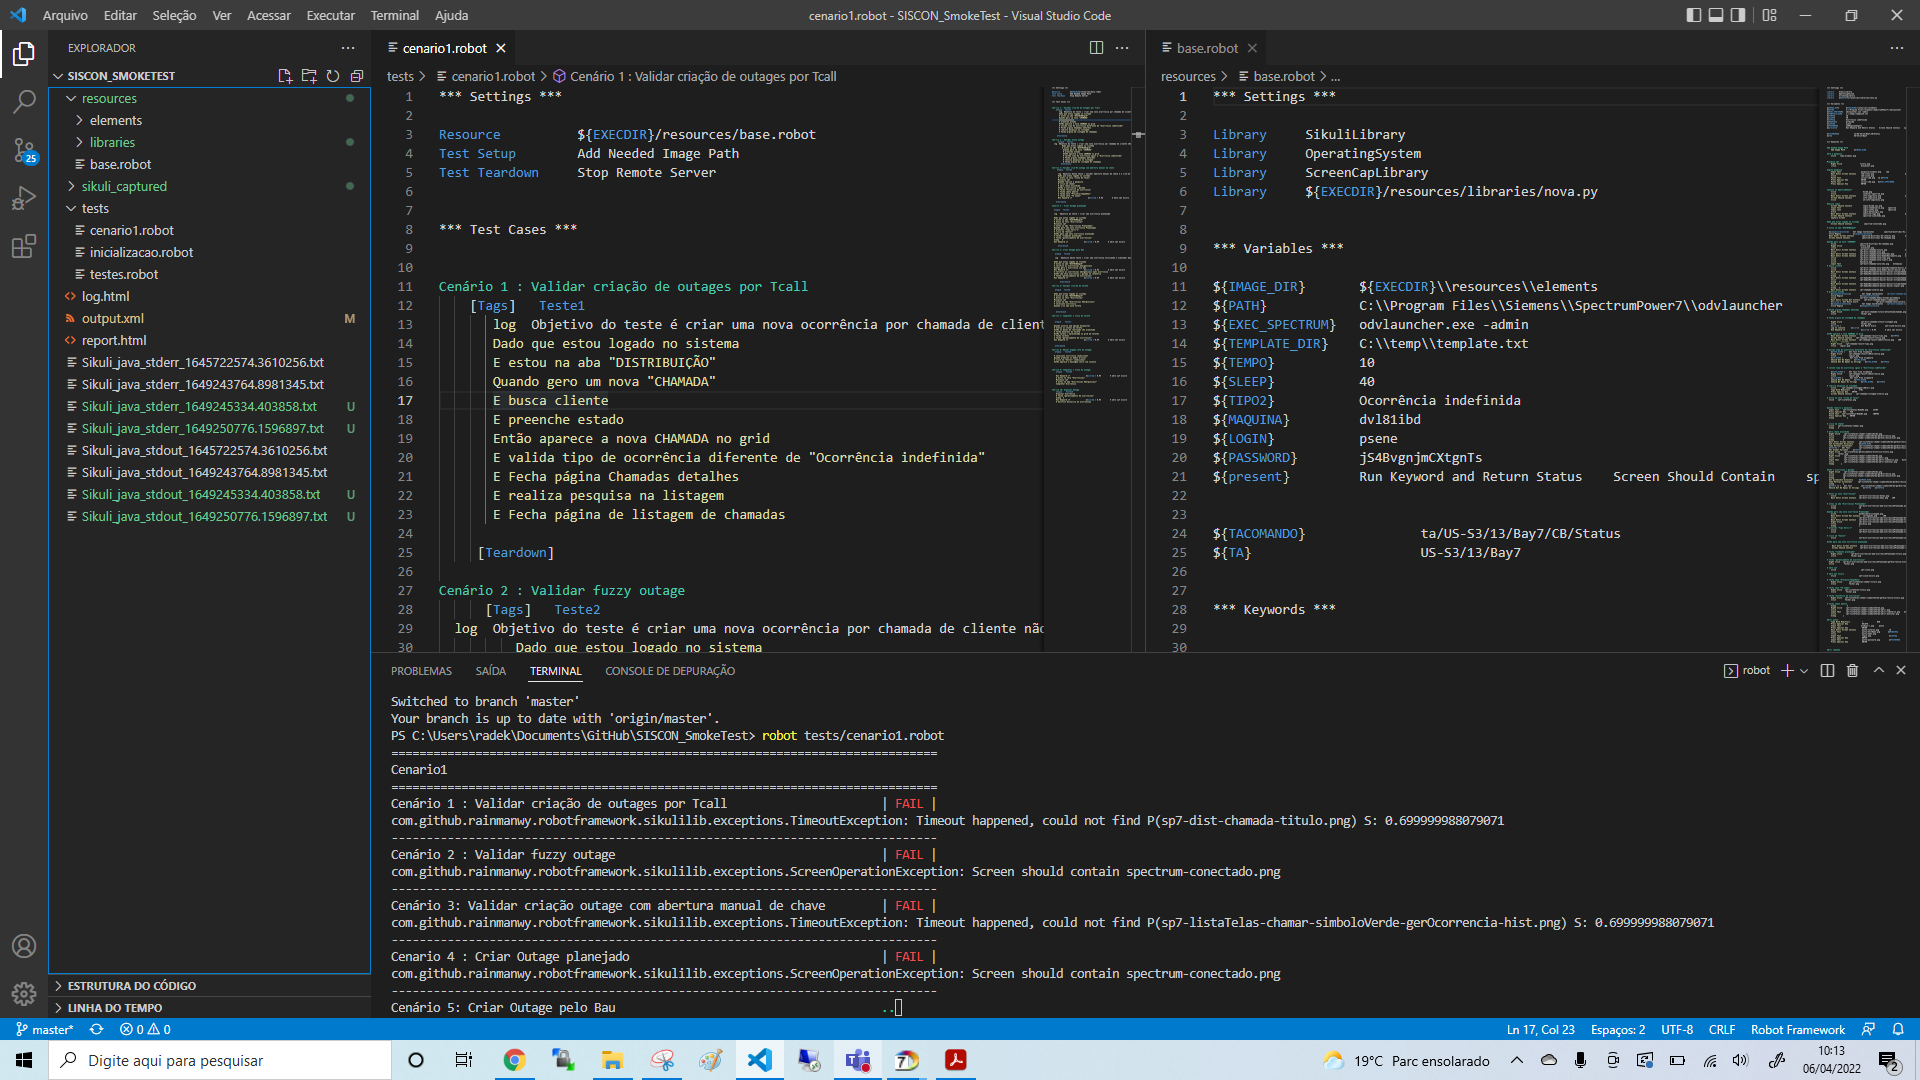 Arquivo Editar Seleção Ver Acessar Executar Terminal Ajuda
cenario1.robot - SISCON_SmokeTest - Visual Studio Code
EXPLORADOR
SISCON_SMOKETEST
resources
elements
libraries
base.robot
sikuli_captured
tests
cenario1.robot
inicializacao.robot
testes.robot
log.html
output.xml M
report.html
Sikuli_java_stderr_1645722574.3610256.txt
Sikuli_java_stderr_1649243764.8981345.txt
Sikuli_java_stderr_1649245334.403858.txt U
Sikuli_java_stderr_1649250776.1596897.txt U
Sikuli_java_stdout_1645722574.3610256.txt
Sikuli_java_stdout_1649243764.8981345.txt
Sikuli_java_stdout_1649245334.403858.txt U
Sikuli_java_stdout_1649250776.1596897.txt U
ESTRUTURA DO CÓDIGO
LINHA DO TEMPO
25
cenario1.robot
tests > cenario1.robot > Cenário 1 : Validar criação de outages por Tcall
1 *** Settings ***
2
3 Resource ${EXECDIR}/resources/base.robot
4 Test Setup Add Needed Image Path
5 Test Teardown Stop Remote Server
6
7
8 *** Test Cases ***
9
10
11 Cenário 1 : Validar criação de outages por Tcall
12 [Tags] Teste1
13 log Objetivo do teste é criar uma nova ocorrência por chamada de client
14 Dado que estou logado no sistema
15 E estou na aba "DISTRIBUIÇÃO"
16 Quando gero um nova "CHAMADA"
17 E busca cliente
18 E preenche estado
19 Então aparece a nova CHAMADA no grid
20 E valida tipo de ocorrência diferente de "Ocorrência indefinida"
21 E Fecha página Chamadas detalhes
22 E realiza pesquisa na listagem
23 E Fecha página de listagem de chamadas
24
25 [Teardown]
26
27 Cenário 2 : Validar fuzzy outage
28 [Tags] Teste2
29 log Objetivo do teste é criar uma nova ocorrência por chamada de cliente não
30 Dado que estou logado no sistema
base.robot
resources > base.robot > ...
1 *** Settings ***
2
3 Library SikuliLibrary
4 Library OperatingSystem
5 Library ScreenCapLibrary
6 Library ${EXECDIR}/resources/libraries/nova.py
7
8
9 *** Variables ***
10
11 ${IMAGE_DIR} ${EXECDIR}\\resources\\elements
12 ${PATH} C:\\Program Files\\Siemens\\SpectrumPower7\\odvlauncher
13 ${EXEC_SPECTRUM} odvlauncher.exe -admin
14 ${TEMPLATE_DIR} C:\\temp\\template.txt
15 ${TEMPO} 10
16 ${SLEEP} 40
17 ${TIPO2} Ocorrência indefinida
18 ${MAQUINA} dvl81ibd
19 ${LOGIN} psene
20 ${PASSWORD} jS4BvgnjmCXtgnTs
21 ${present} Run Keyword and Return Status Screen Should Contain sp
22
23
24 ${TACOMANDO} ta/US-S3/13/Bay7/CB/Status
25 ${TA} US-S3/13/Bay7
26
27
28 *** Keywords ***
29
30
PROBLEMAS SAÍDA TERMINAL CONSOLE DE DEPURAÇÃO
robot
Switched to branch 'master'
Your branch is up to date with 'origin/master'.
PS C:\Users\radek\Documents\GitHub\SISCON_SmokeTest> robot tests/cenario1.robot
==============================================================================
Cenario1
==============================================================================
Cenário 1 : Validar criação de outages por Tcall | FAIL |
com.github.rainmanwy.robotframework.sikulilib.exceptions.TimeoutException: Timeout happened, could not find P(sp7-dist-chamada-titulo.png) S: 0.699999988079071
------------------------------------------------------------------------------
Cenário 2 : Validar fuzzy outage | FAIL |
com.github.rainmanwy.robotframework.sikulilib.exceptions.ScreenOperationException: Screen should contain spectrum-conectado.png
------------------------------------------------------------------------------
Cenário 3: Validar criação outage com abertura manual de chave | FAIL |
com.github.rainmanwy.robotframework.sikulilib.exceptions.TimeoutException: Timeout happened, could not find P(sp7-listaTelas-chamar-simboloVerde-gerOcorrencia-hist.png) S: 0.699999988079071
------------------------------------------------------------------------------
Cenário 4 : Criar Outage planejado | FAIL |
com.github.rainmanwy.robotframework.sikulilib.exceptions.ScreenOperationException: Screen should contain spectrum-conectado.png
------------------------------------------------------------------------------
Cenário 5: Criar Outage pelo Bau ..
master* 0 0
Ln 17, Col 23 Espaços: 2 UTF-8 CRLF Robot Framework
Digite aqui para pesquisar
19°C Parc ensolarado
10:13
06/04/2022
2